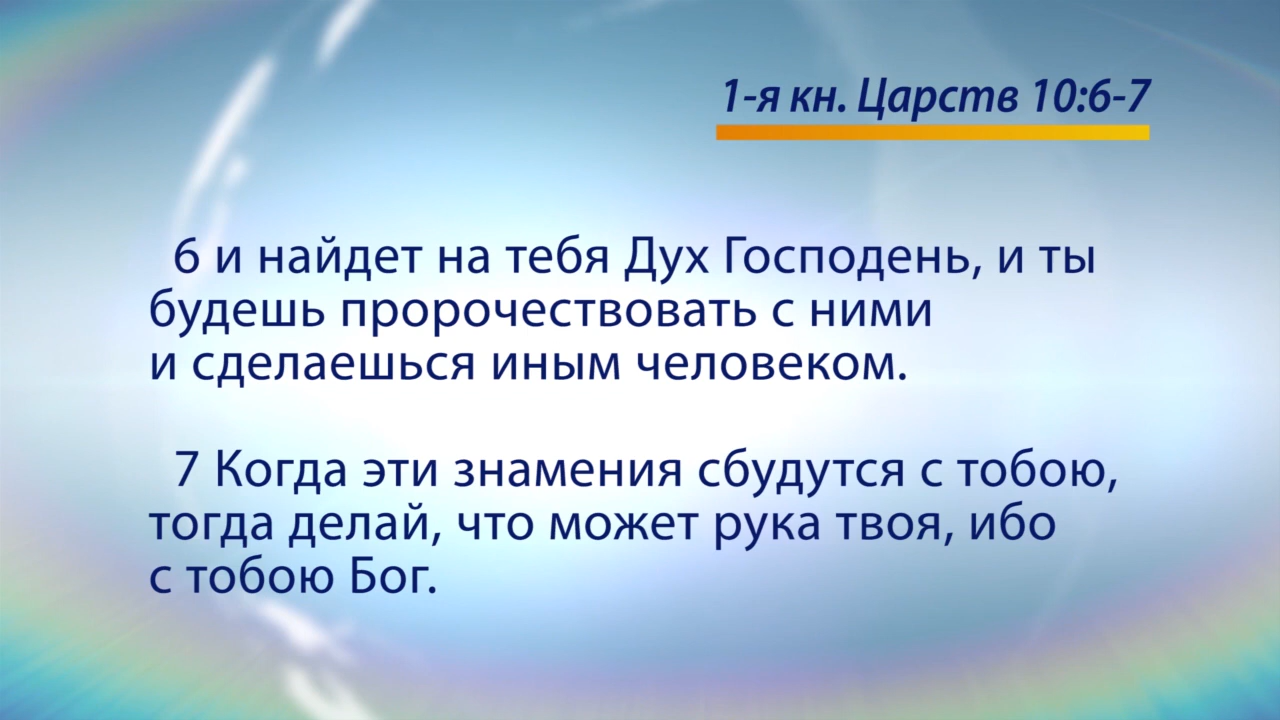 1-я кн. Царств 10:6-7
6 и найдет на тебя Дух Господень, и ты
будешь пророчествовать с ними
и сделаешься иным человеком.
7 Когда эти знамения сбудутся с тобою,
тогда делай, что может рука твоя, ибо
с тобою Бог.